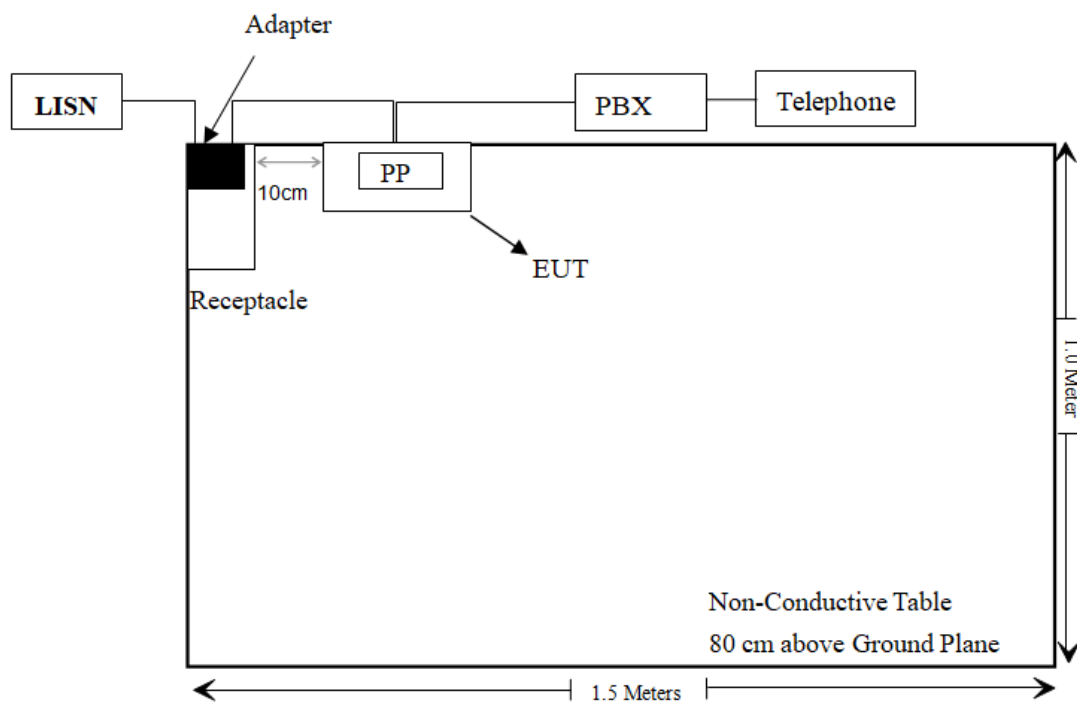 Adapter
LISN
PBX
Telephone
PP
10cm
EUT
Receptacle
1.0 Meter
Non-Conductive Table
80 cm above Ground Plane
1.5 Meters